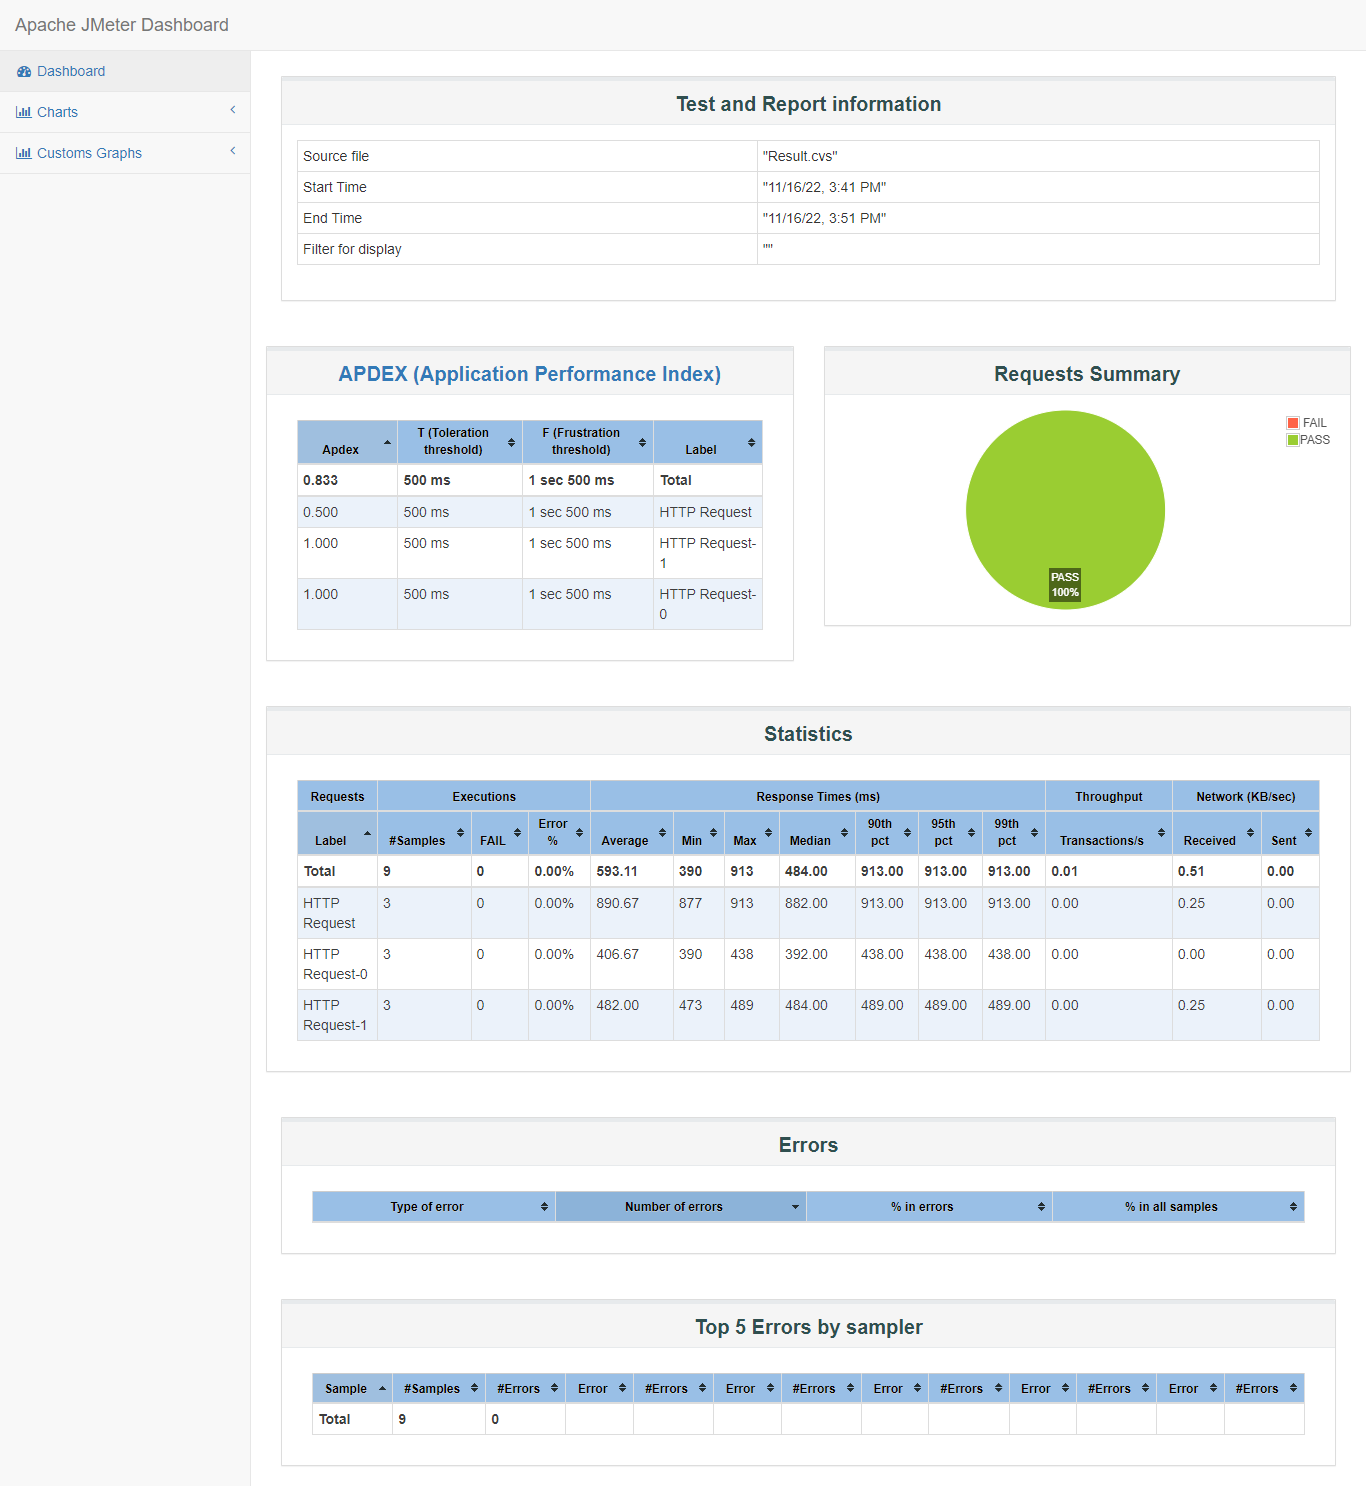 Apache JMeter Dashboard
Dashboard
Charts
Customs Graphs
Test and Report information
Source file "Result.cvs"
Start Time "11/16/22, 3:41 PM"
End Time "11/16/22, 3:51 PM"
Filter for display ""
APDEX (Application Performance Index)
Apdex T (Toleration threshold) F (Frustration threshold) Label
0.833 500 ms 1 sec 500 ms Total
0.500 500 ms 1 sec 500 ms HTTP Request
1.000 500 ms 1 sec 500 ms HTTP Request-
1
1.000 500 ms 1 sec 500 ms HTTP Request-
0
Requests Summary
FAIL
PASS
PASS
100%
Statistics
Requests Executions Response Times (ms) Throughput Network (KB/sec)
Label #Samples FAIL Error % Average Min Max Median 90th pct 95th pct 99th pct Transactions/s Received Sent
Total 9 0 0.00% 593.11 390 913 484.00 913.00 913.00 913.00 0.01 0.51 0.00
HTTP Request 3 0 0.00% 890.67 877 913 882.00 913.00 913.00 913.00 0.00 0.25 0.00
HTTP Request-0 3 0 0.00% 406.67 390 438 392.00 438.00 438.00 438.00 0.00 0.00 0.00
HTTP Request-1 3 0 0.00% 482.00 473 489 484.00 489.00 489.00 489.00 0.00 0.25 0.00
Errors
Type of error Number of errors % in errors % in all samples
Top 5 Errors by sampler
Sample #Samples #Errors Error #Errors Error #Errors Error #Errors Error #Errors Error #Errors
Total 9 0